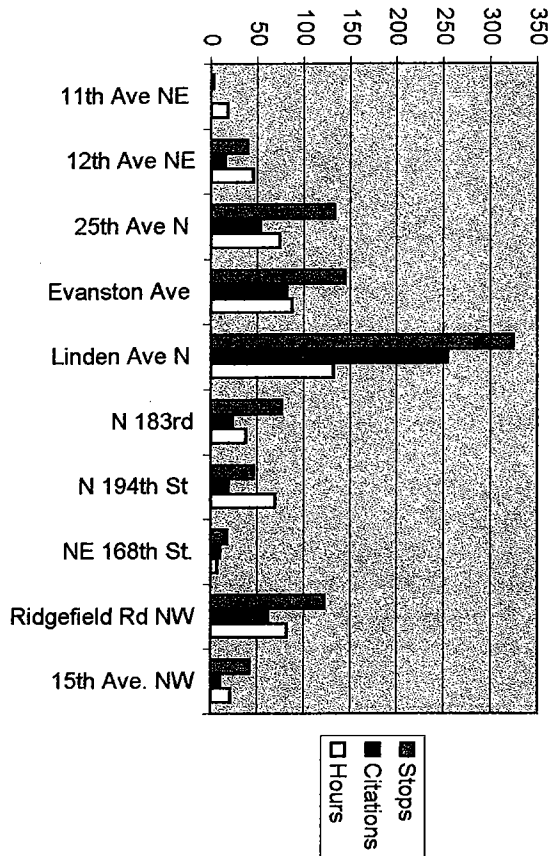 0 50 100 150 200 250 300 350
11th Ave NE
12th Ave NE
25th Ave N
Evanston Ave
Linden Ave N
N 183rd
N 194th St
NE 168th St.
Ridgefield Rd NW
15th Ave. NW
Stops
Citations
Hours